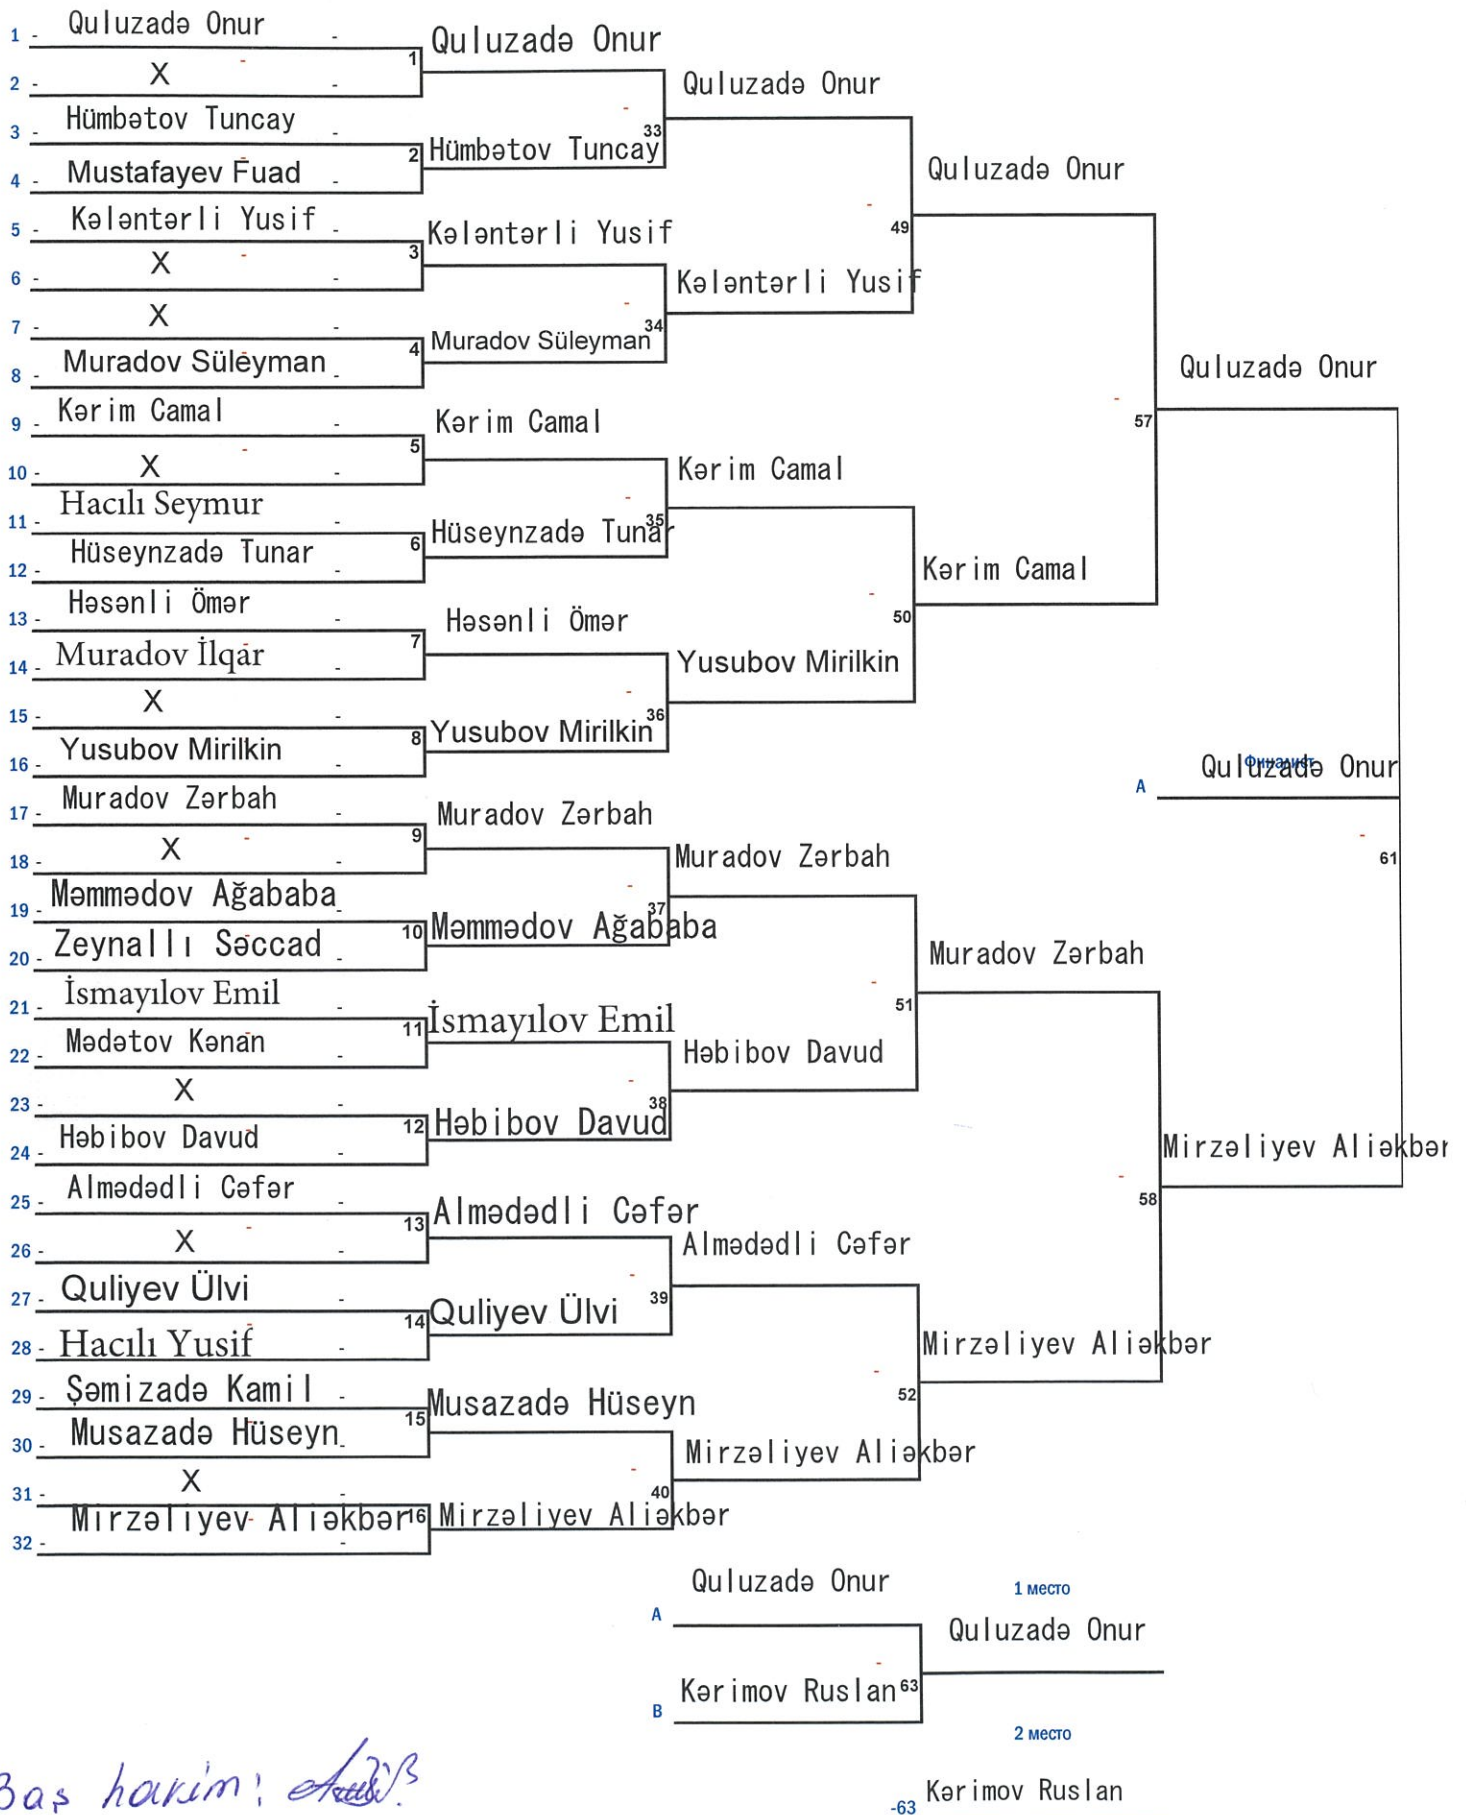 1 - Quluzadə Onur -
1 Quluzadə Onur
2 - X -
Quluzadə Onur
3 - Hümbətov Tuncay -
33
2 Hümbətov Tuncay
4 - Mustafayev Fuad -
Quluzadə Onur
5 - Kələntərli Yusif -
49
3 Kələntərli Yusif
6 - X -
Kələntərli Yusif
7 - X -
34
4 Muradov Süleyman
8 - Muradov Süleyman -
Quluzadə Onur
57
9 - Kərim Camal -
5 Kərim Camal
10 - X -
Kərim Camal
11 - Hacılı Seymur -
35
6 Hüseynzadə Tunar
12 - Hüseynzadə Tunar -
Kərim Camal
13 - Həsənli Ömər -
50
7 Həsənli Ömər
14 - Muradov İlqar -
Yusubov Mirilkin
15 - X -
36
8 Yusubov Mirilkin
16 - Yusubov Mirilkin -
Финалист
A Quluzadə Onur
61
17 - Muradov Zərbah -
9 Muradov Zərbah
18 - X -
Muradov Zərbah
19 - Məmmədov Ağababa -
37
10 Məmmədov Ağababa
20 - Zeynallı Səccad -
Muradov Zərbah
21 - İsmayılov Emil -
51
11 İsmayılov Emil
22 - Mədətov Kənan -
Həbibov Davud
23 - X -
38
12 Həbibov Davud
24 - Həbibov Davud -
Mirzəliyev Aliəkbər
58
25 - Almədədli Cəfər -
13 Almədədli Cəfər
26 - X -
Almədədli Cəfər
27 - Quliyev Ülvi -
39
14 Quliyev Ülvi
28 - Hacılı Yusif -
Mirzəliyev Aliəkbər
29 - Şəmizadə Kamil -
52
15 Musazadə Hüseyn
30 - Musazadə Hüseyn -
Mirzəliyev Aliəkbər
31 - X -
40
16 Mirzəliyev Aliəkbər
32 - Mirzəliyev Aliəkbər -
Quluzadə Onur
1 место
A
Quluzadə Onur
Kərimov Ruslan 63
B
2 место
Baş hakim:
-63 Kərimov Ruslan